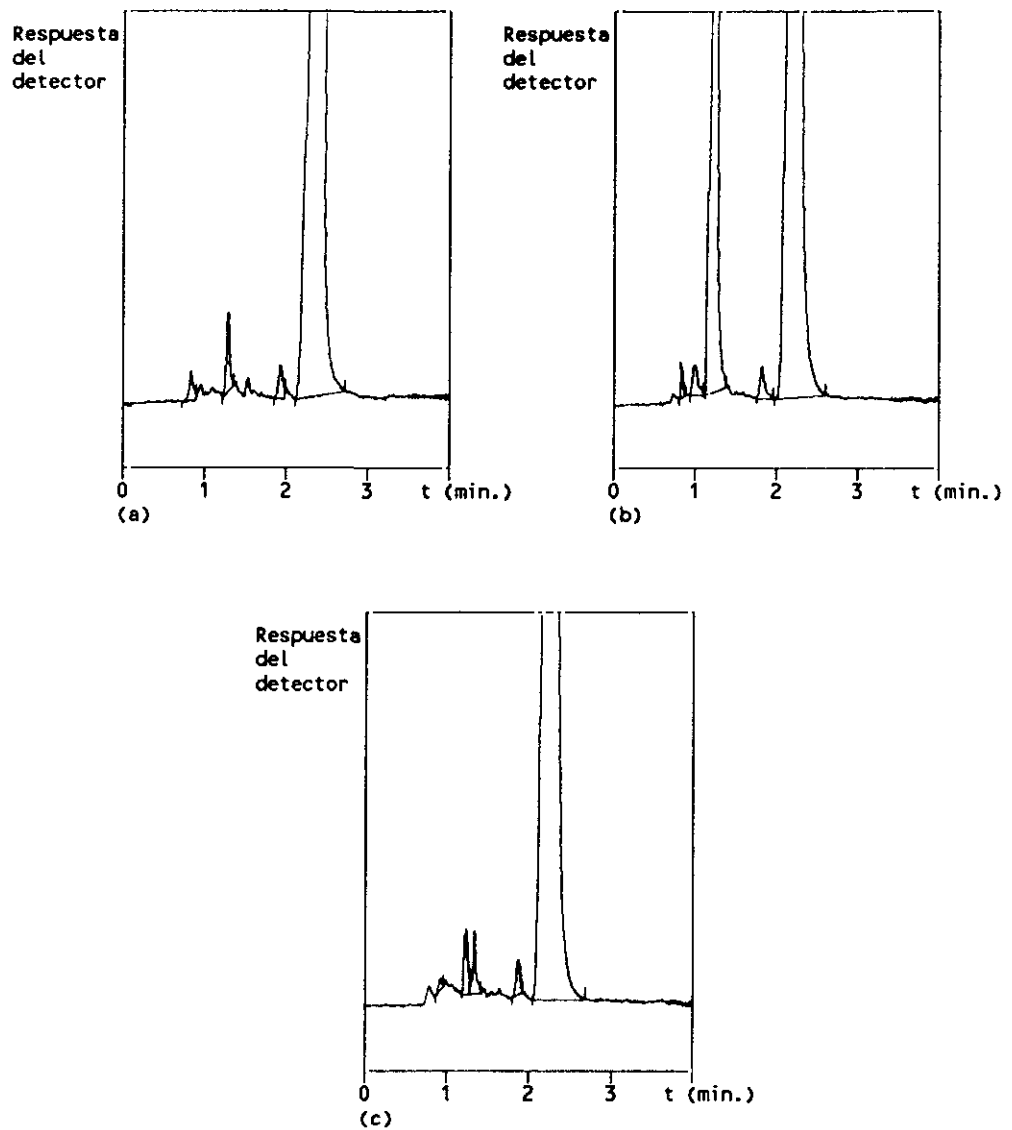 Respuesta
del
detector
0 1 2 3 t (min.)
(a)
Respuesta
del
detector
0 1 2 3 t (min.)
(b)
Respuesta
del
detector
0 1 2 3 t (min.)
(c)